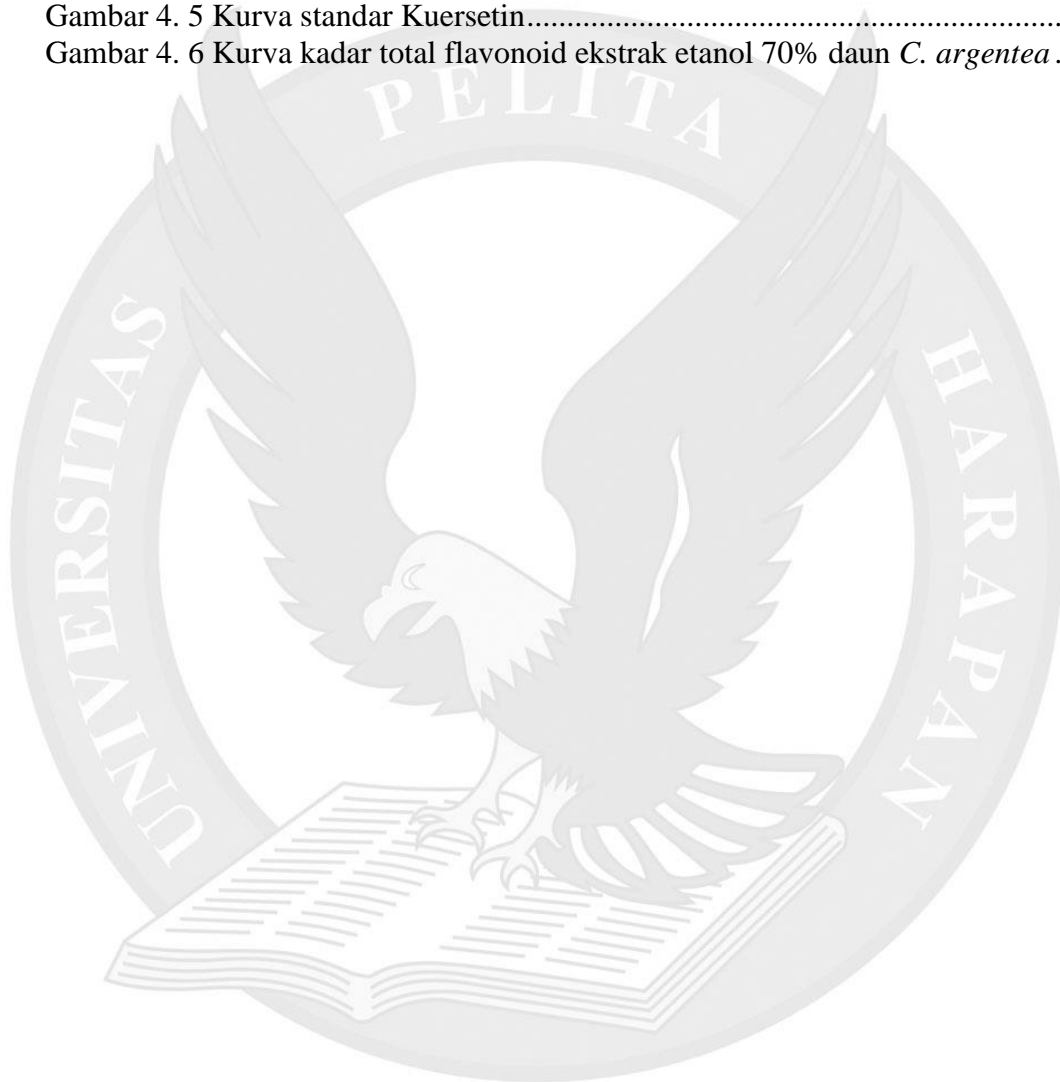 Gambar 4. 5 Kurva standar Kuersetin....................................................................
Gambar 4. 6 Kurva kadar total flavonoid ekstrak etanol 70% daun C. argentea .
UNIVERSITAS PELITA HARAPAN